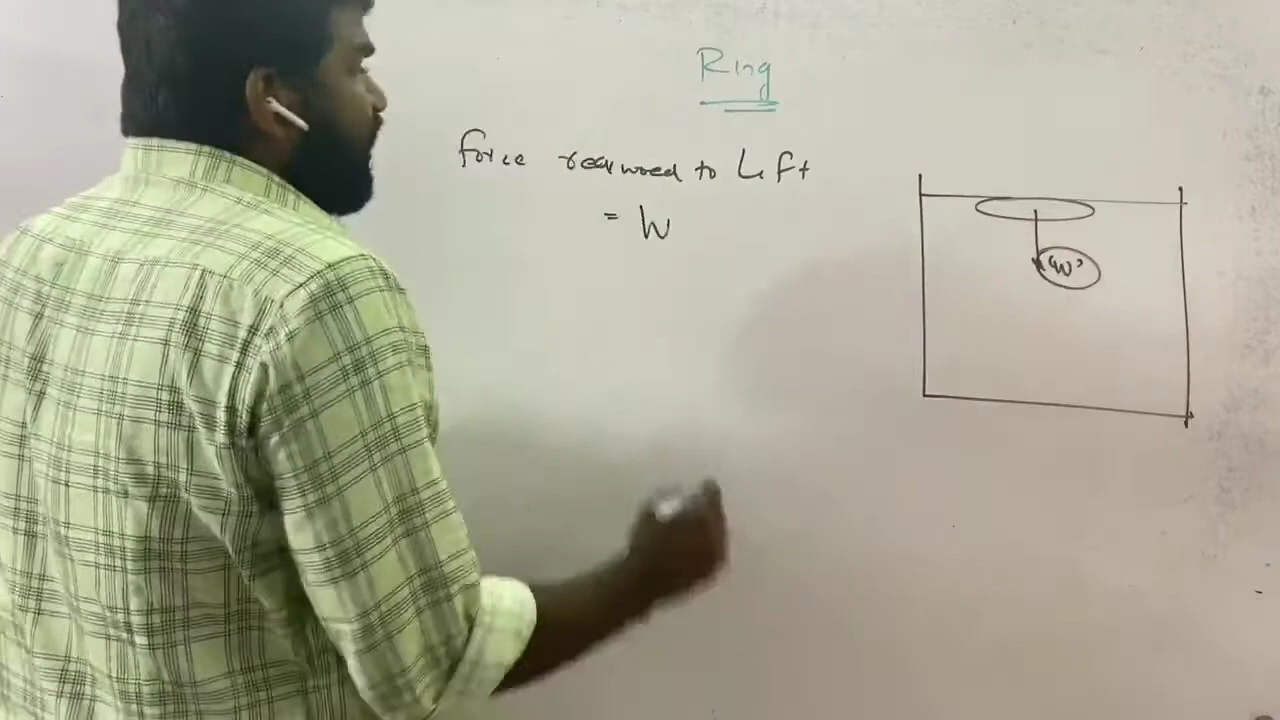 Ring
force required to Lift
= W
"W"